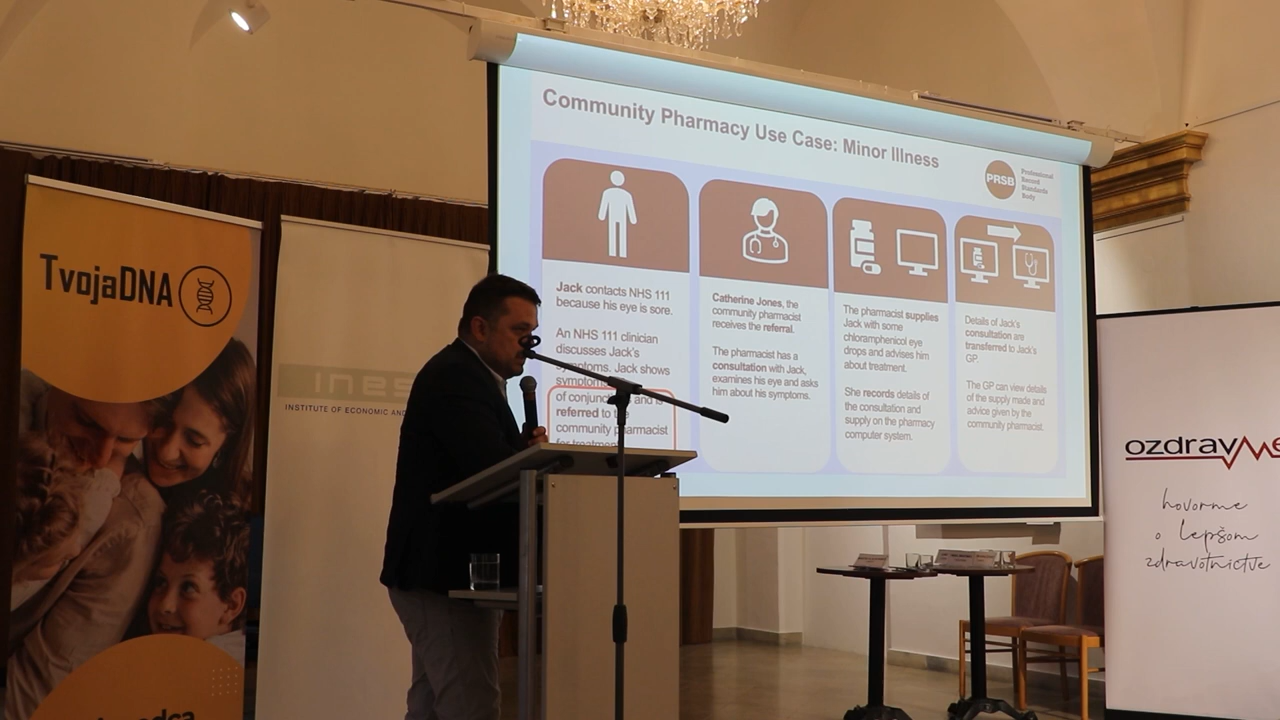 TvojaDNA
ines
INSTITUTE OF ECONOMIC AND
Community Pharmacy Use Case: Minor Illness
PRSB
Professional
Record
Standards
Body
Jack contacts NHS 111
because his eye is sore.
An NHS 111 clinician
discusses Jack's
symptoms. Jack shows
symptoms
of and is
referred to the
community pharmacist
for treatment
Catherine Jones, the
community pharmacist
receives the referral.
The pharmacist has a
consultation with Jack,
examines his eye and asks
him about his symptoms.
The pharmacist supplies
Jack with some
chloramphenicol eye
drops and advises him
about treatment.
She records details of
the consultation and
supply on the pharmacy
computer system.
Details of Jack's
consultation are
transferred to Jack's
GP.
The GP can view details
of the supply made and
advice given by the
community pharmacist.
ozdravme
hovorme
o lepšom
zdravotníctve